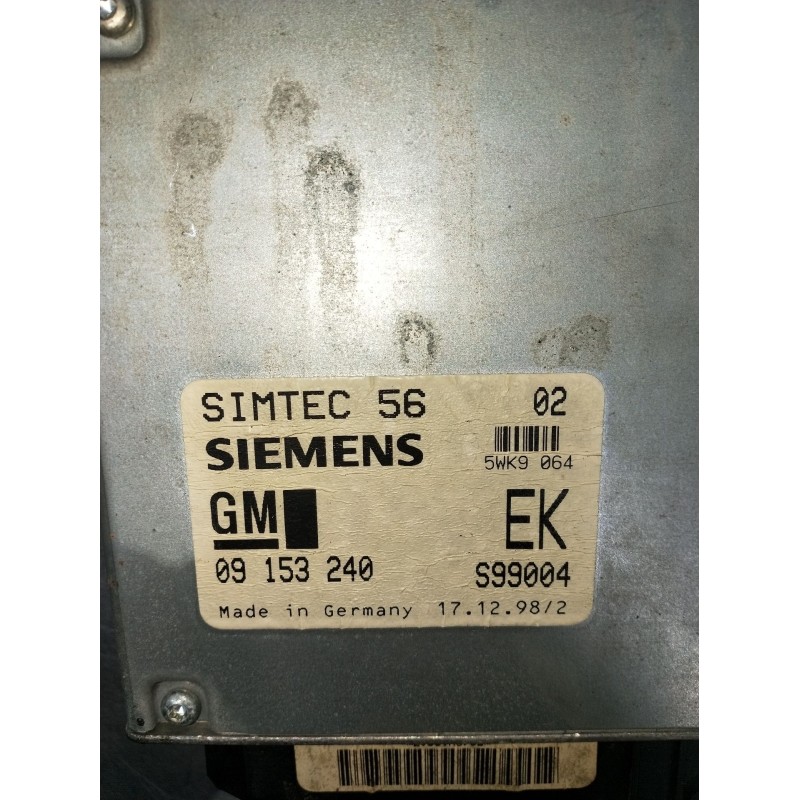 SIMTEC 56 02
SIEMENS
5WK9 064
GM EK
09 153 240 S99004
Made in Germany 17.12.98/2